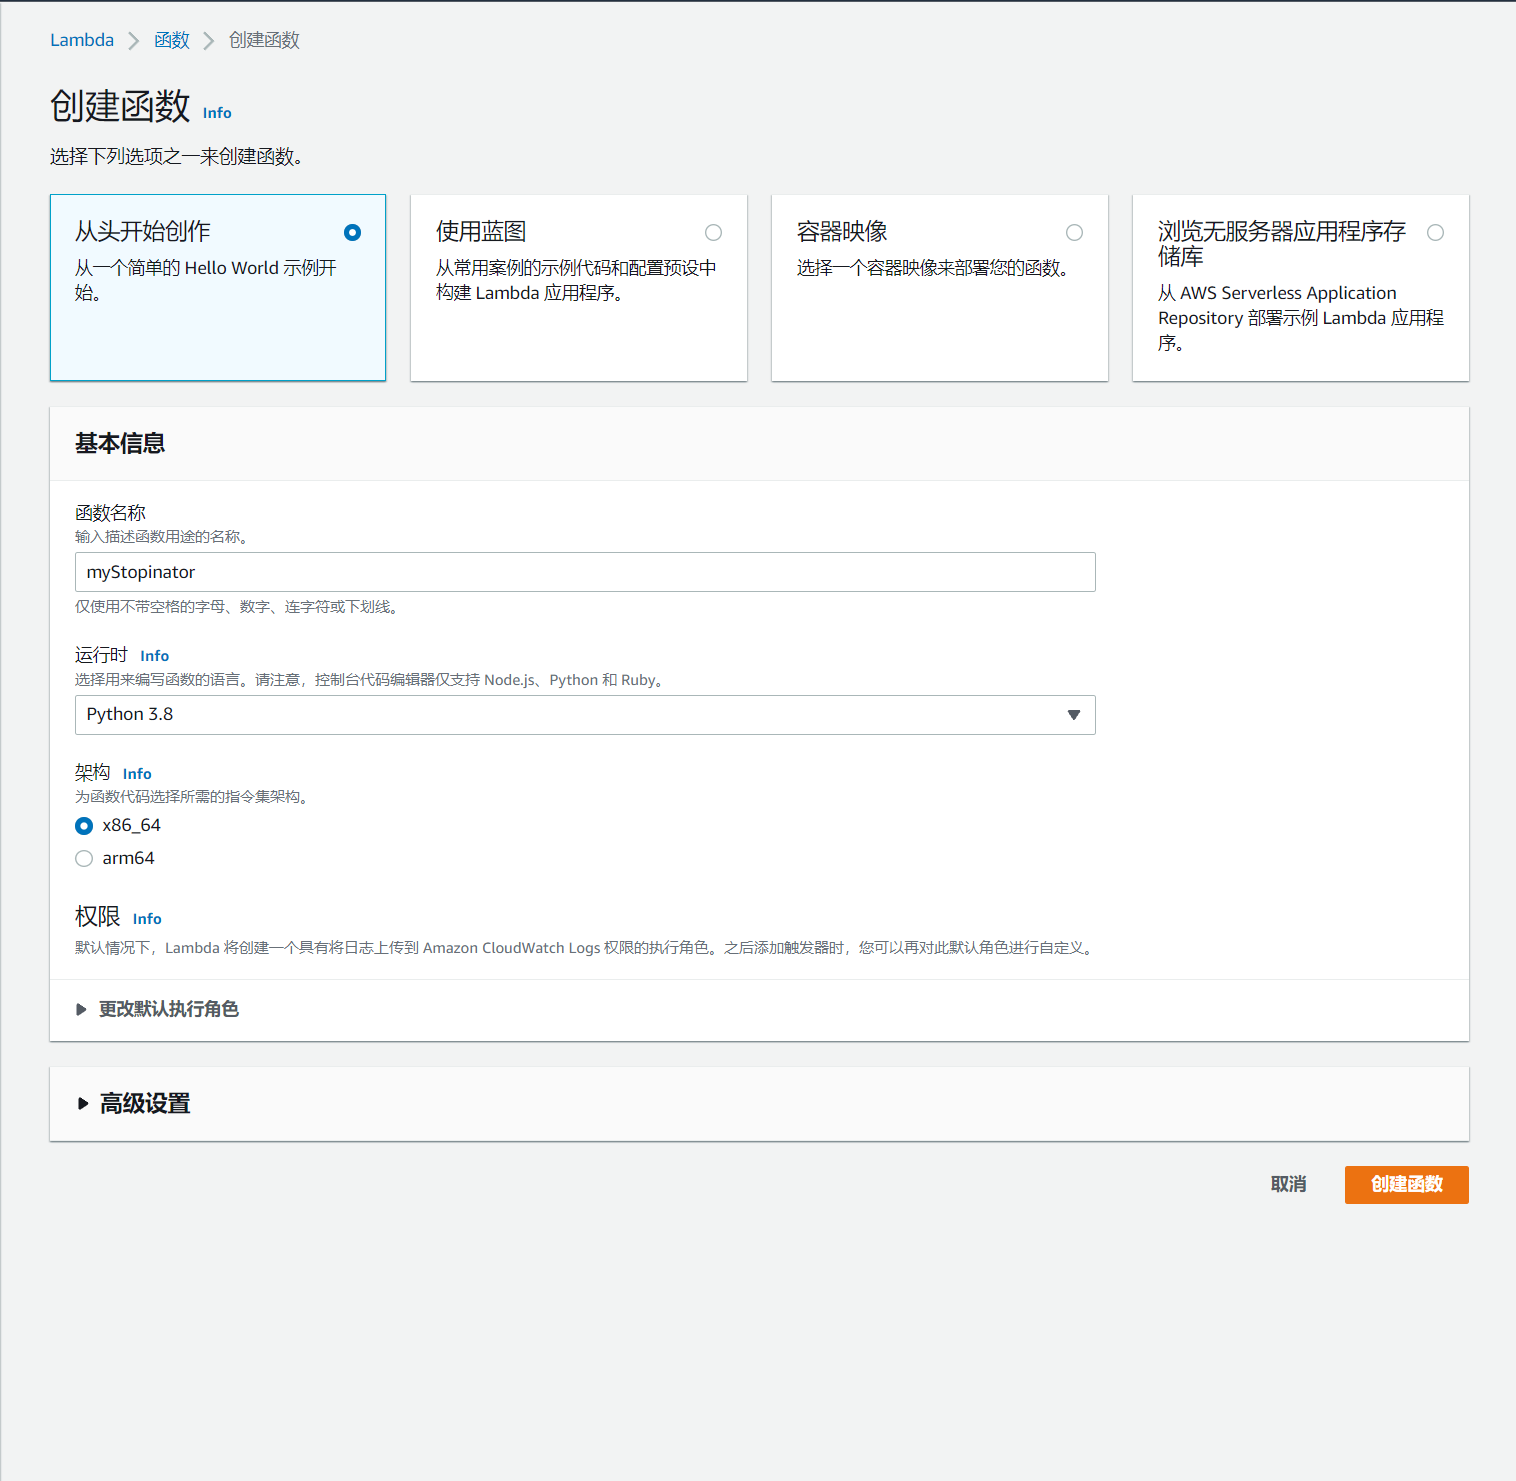 Lambda > 函数 > 创建函数
创建函数 Info
选择下列选项之一来创建函数。
从头开始创作
从一个简单的 Hello World 示例开
始。
使用蓝图
从常用案例的示例代码和配置预设中
构建 Lambda 应用程序。
容器映像
选择一个容器映像来部署您的函数。
浏览无服务器应用程序存
储库
从 AWS Serverless Application
Repository 部署示例 Lambda 应用程
序。
基本信息
函数名称
输入描述函数用途的名称。
myStopinator
仅使用不带空格的字母、数字、连字符或下划线。
运行时 Info
选择用来编写函数的语言。请注意，控制台代码编辑器仅支持 Node.js、Python 和 Ruby。
Python 3.8
架构 Info
为函数代码选择所需的指令集架构。
x86_64
arm64
权限 Info
默认情况下，Lambda 将创建一个具有将日志上传到 Amazon CloudWatch Logs 权限的执行角色。之后添加触发器时，您可以再对此默认角色进行自定义。
更改默认执行角色
高级设置
取消
创建函数